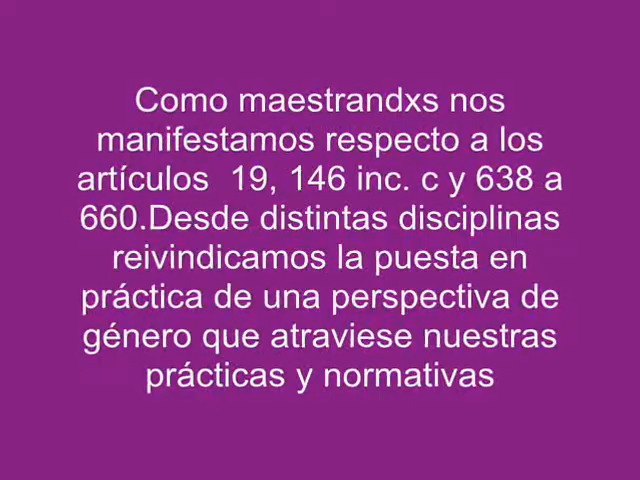 Como maestrandxs nos
manifestamos respecto a los
artículos  19, 146 inc. c y 638 a
660.Desde distintas disciplinas
reivindicamos la puesta en
práctica de una perspectiva de
género que atraviese nuestras
prácticas y normativas